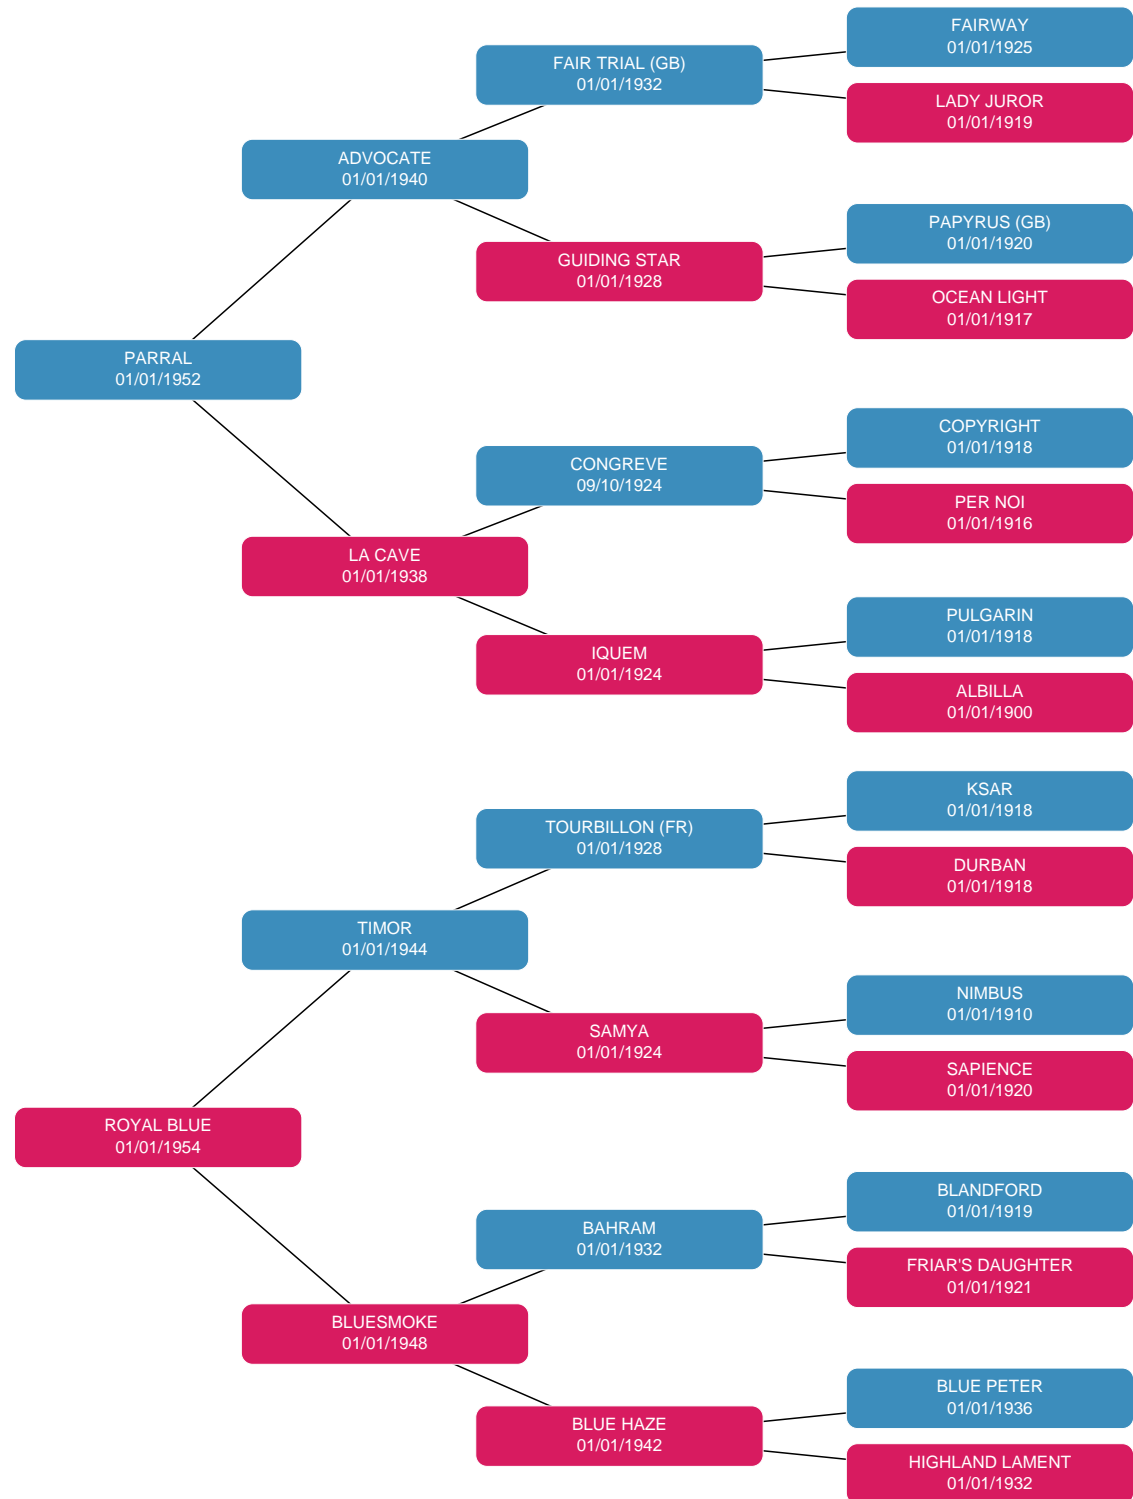 FAIRWAY
01/01/1925
FAIR TRIAL (GB)
01/01/1932
LADY JUROR
01/01/1919
ADVOCATE
01/01/1940
PAPYRUS (GB)
01/01/1920
GUIDING STAR
01/01/1928
OCEAN LIGHT
01/01/1917
PARRAL
01/01/1952
COPYRIGHT
01/01/1918
CONGREVE
09/10/1924
PER NOI
01/01/1916
LA CAVE
01/01/1938
PULGARIN
01/01/1918
IQUEM
01/01/1924
ALBILLA
01/01/1900
KSAR
01/01/1918
TOURBILLON (FR)
01/01/1928
DURBAN
01/01/1918
TIMOR
01/01/1944
NIMBUS
01/01/1910
SAMYA
01/01/1924
SAPIENCE
01/01/1920
ROYAL BLUE
01/01/1954
BLANDFORD
01/01/1919
BAHRAM
01/01/1932
FRIAR'S DAUGHTER
01/01/1921
BLUESMOKE
01/01/1948
BLUE PETER
01/01/1936
BLUE HAZE
01/01/1942
HIGHLAND LAMENT
01/01/1932